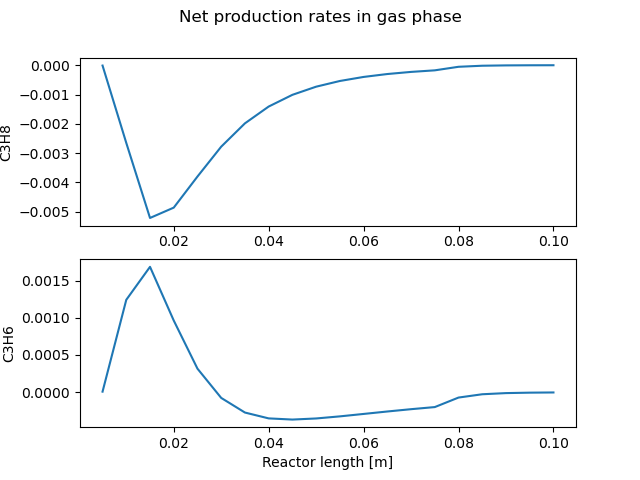 Net production rates in gas phase
0.000
−0.001
−0.002
−0.003
−0.004
−0.005
C3H8
0.02 0.04 0.06 0.08 0.10
0.0015
0.0010
0.0005
0.0000
C3H6
0.02 0.04 0.06 0.08 0.10
Reactor length [m]